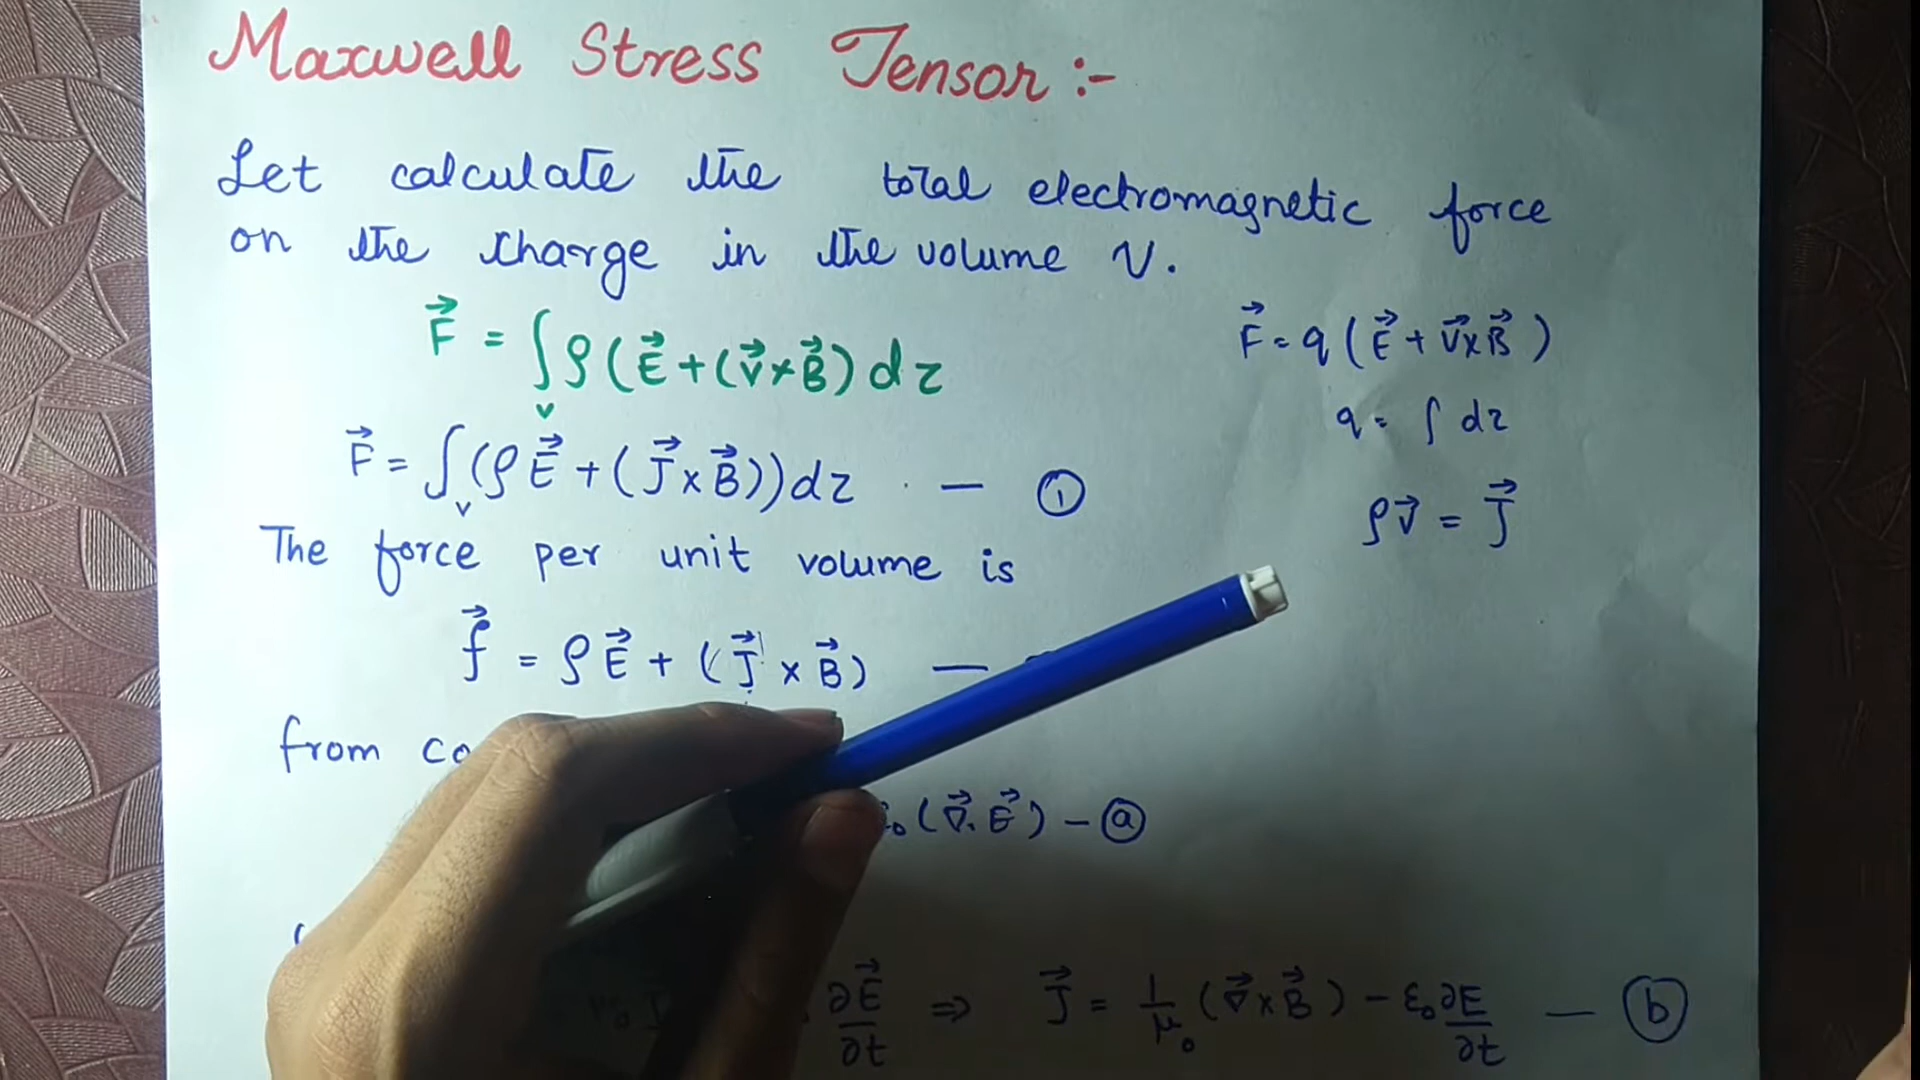 Maxwell Stress Tensor :-
Let calculate the total electromagnetic force
on the charge in the volume V.
F⃗ = ∫ᵥ ρ(E⃗ + (v⃗ × B⃗) dτ
F⃗ = q (E⃗ + v⃗ × B⃗)
q = ∫ dτ
F⃗ = ∫ᵥ (ρE⃗ + (J⃗ × B⃗)) dτ — ①
ρv⃗ = J⃗
The force per unit volume is
f⃗ = ρE⃗ + (J⃗ × B⃗) —
from
(∇⃗. E⃗) – ⓐ
∂E⃗/∂t ⇒ J⃗ = 1/μ₀ (∇⃗ × B⃗) – ε₀ ∂E/∂t — ⓑ